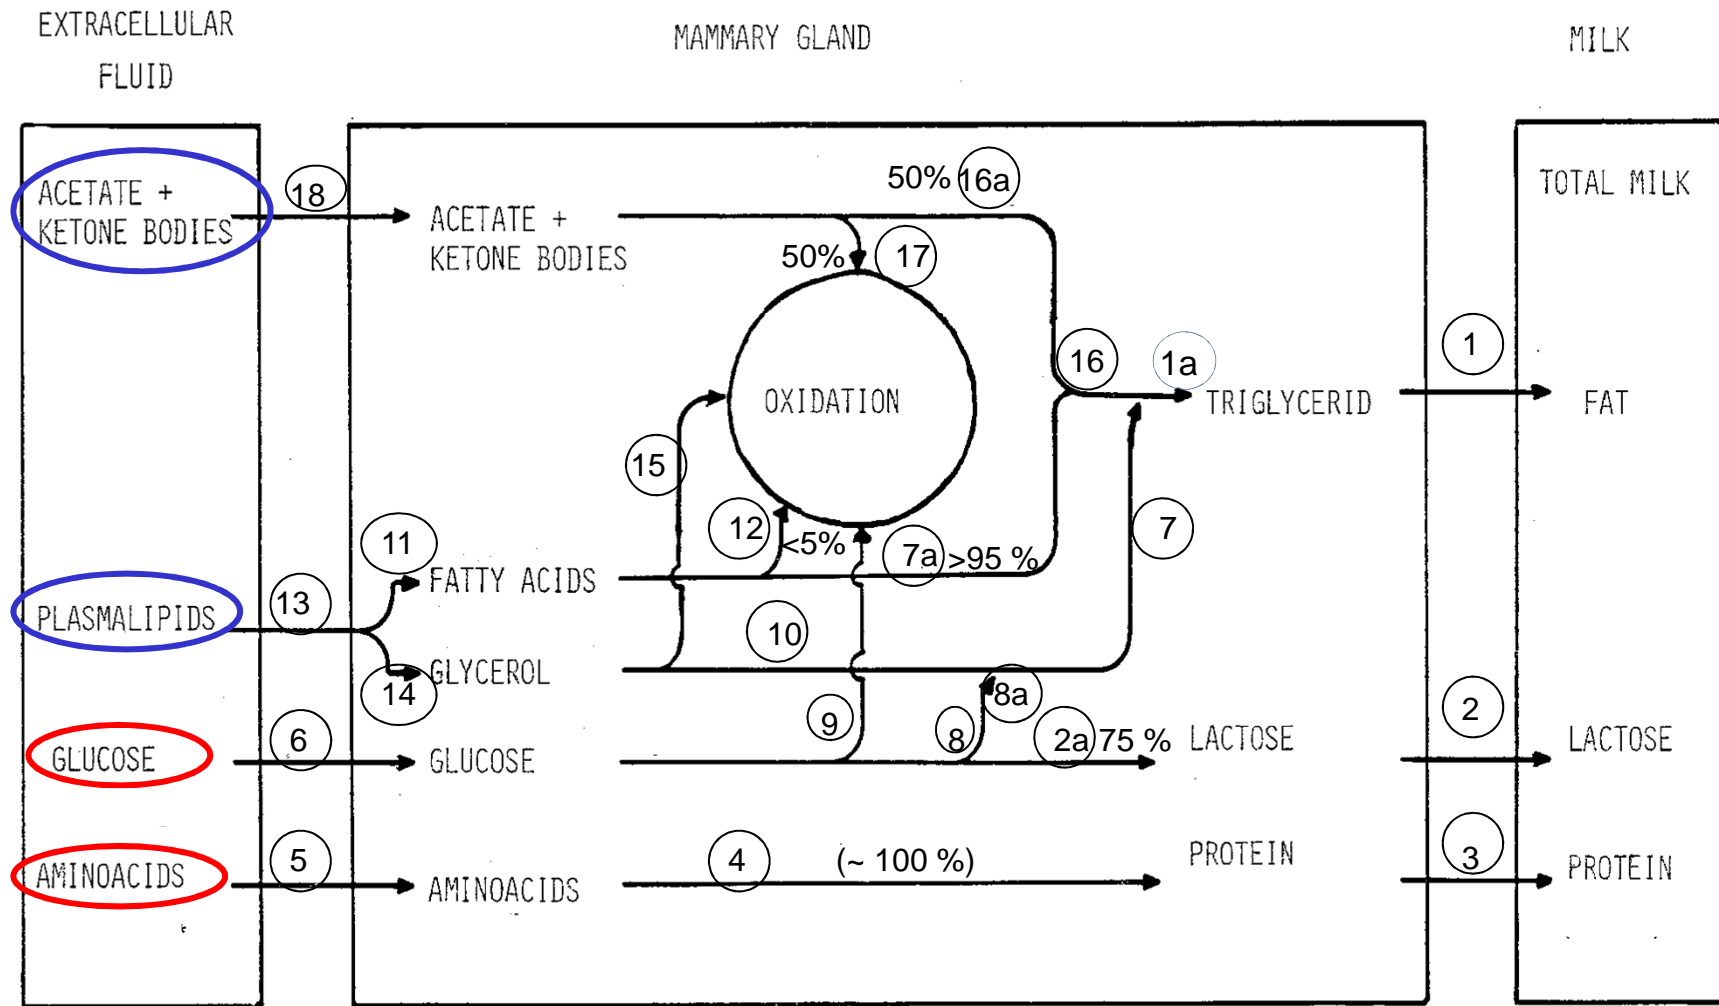 EXTRACELLULAR
FLUID
MAMMARY GLAND
MILK
ACETATE +
KETONE BODIES
18
ACETATE +
KETONE BODIES
50% 16a
50% 17
TOTAL MILK
OXIDATION
16
1a
TRIGLYCERID
1
FAT
15
12
<5%
7a >95 %
7
11
FATTY ACIDS
PLASMALIPIDS
13
10
14
GLYCEROL
8a
GLUCOSE
6
GLUCOSE
9
8
2a 75 %
LACTOSE
2
LACTOSE
AMINOACIDS
5
AMINOACIDS
4
(~ 100 %)
PROTEIN
3
PROTEIN